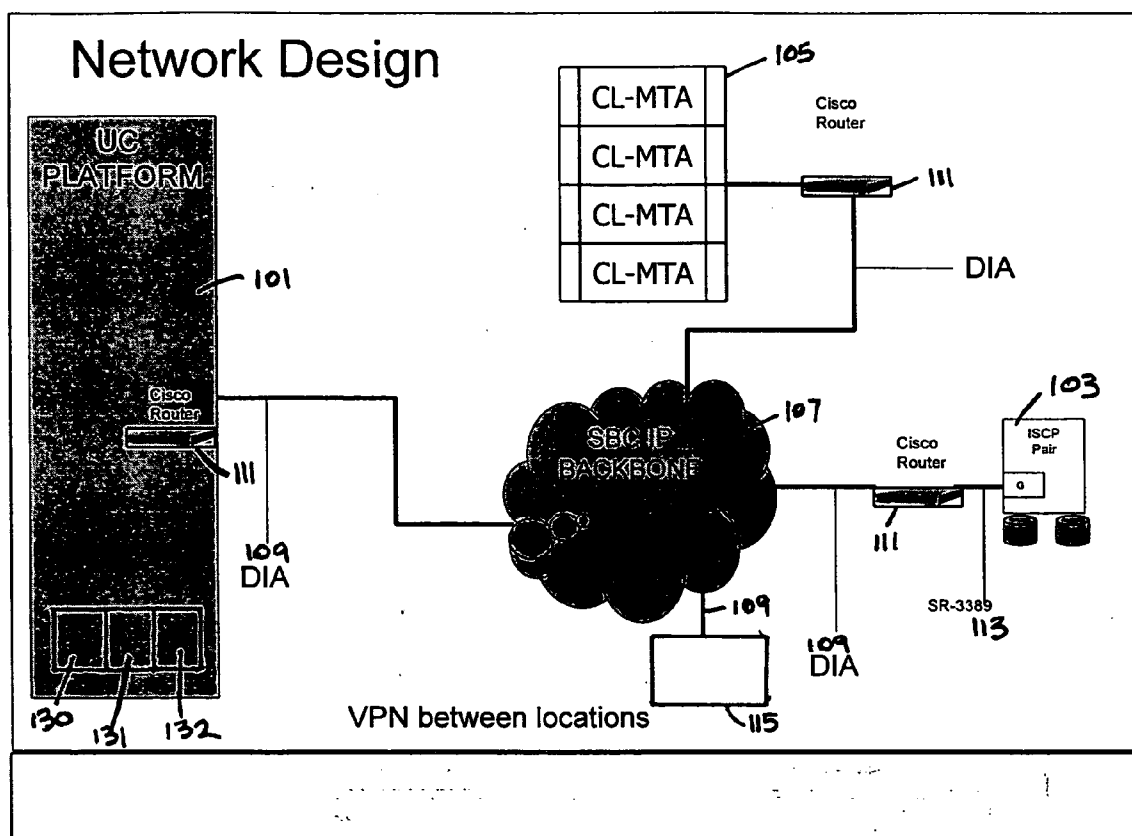 Network Design
105
CL-MTA
CL-MTA
CL-MTA
CL-MTA
Cisco
Router
111
DIA
UC
PLATFORM
101
Cisco
Router
111
109
DIA
107
SBC IP
BACKBONE
103
ISCP
Pair
G
Cisco
Router
111
SR-3389
113
109
DIA
109
115
130
131
132
VPN between locations